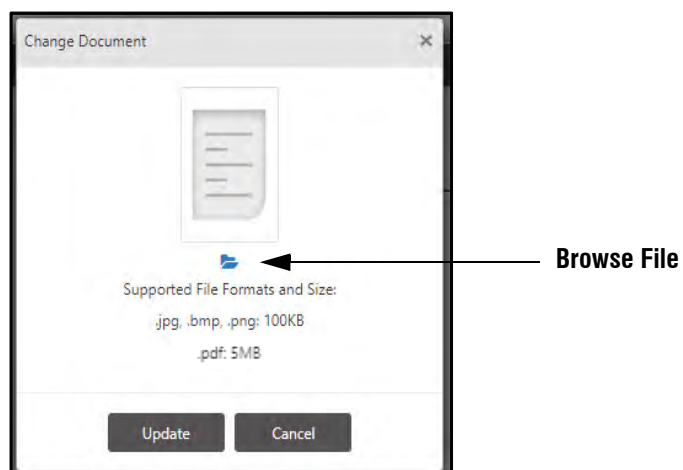 Change Document
×
Browse File
Supported File Formats and Size:
.jpg, .bmp, .png: 100KB
.pdf: 5MB
Update
Cancel